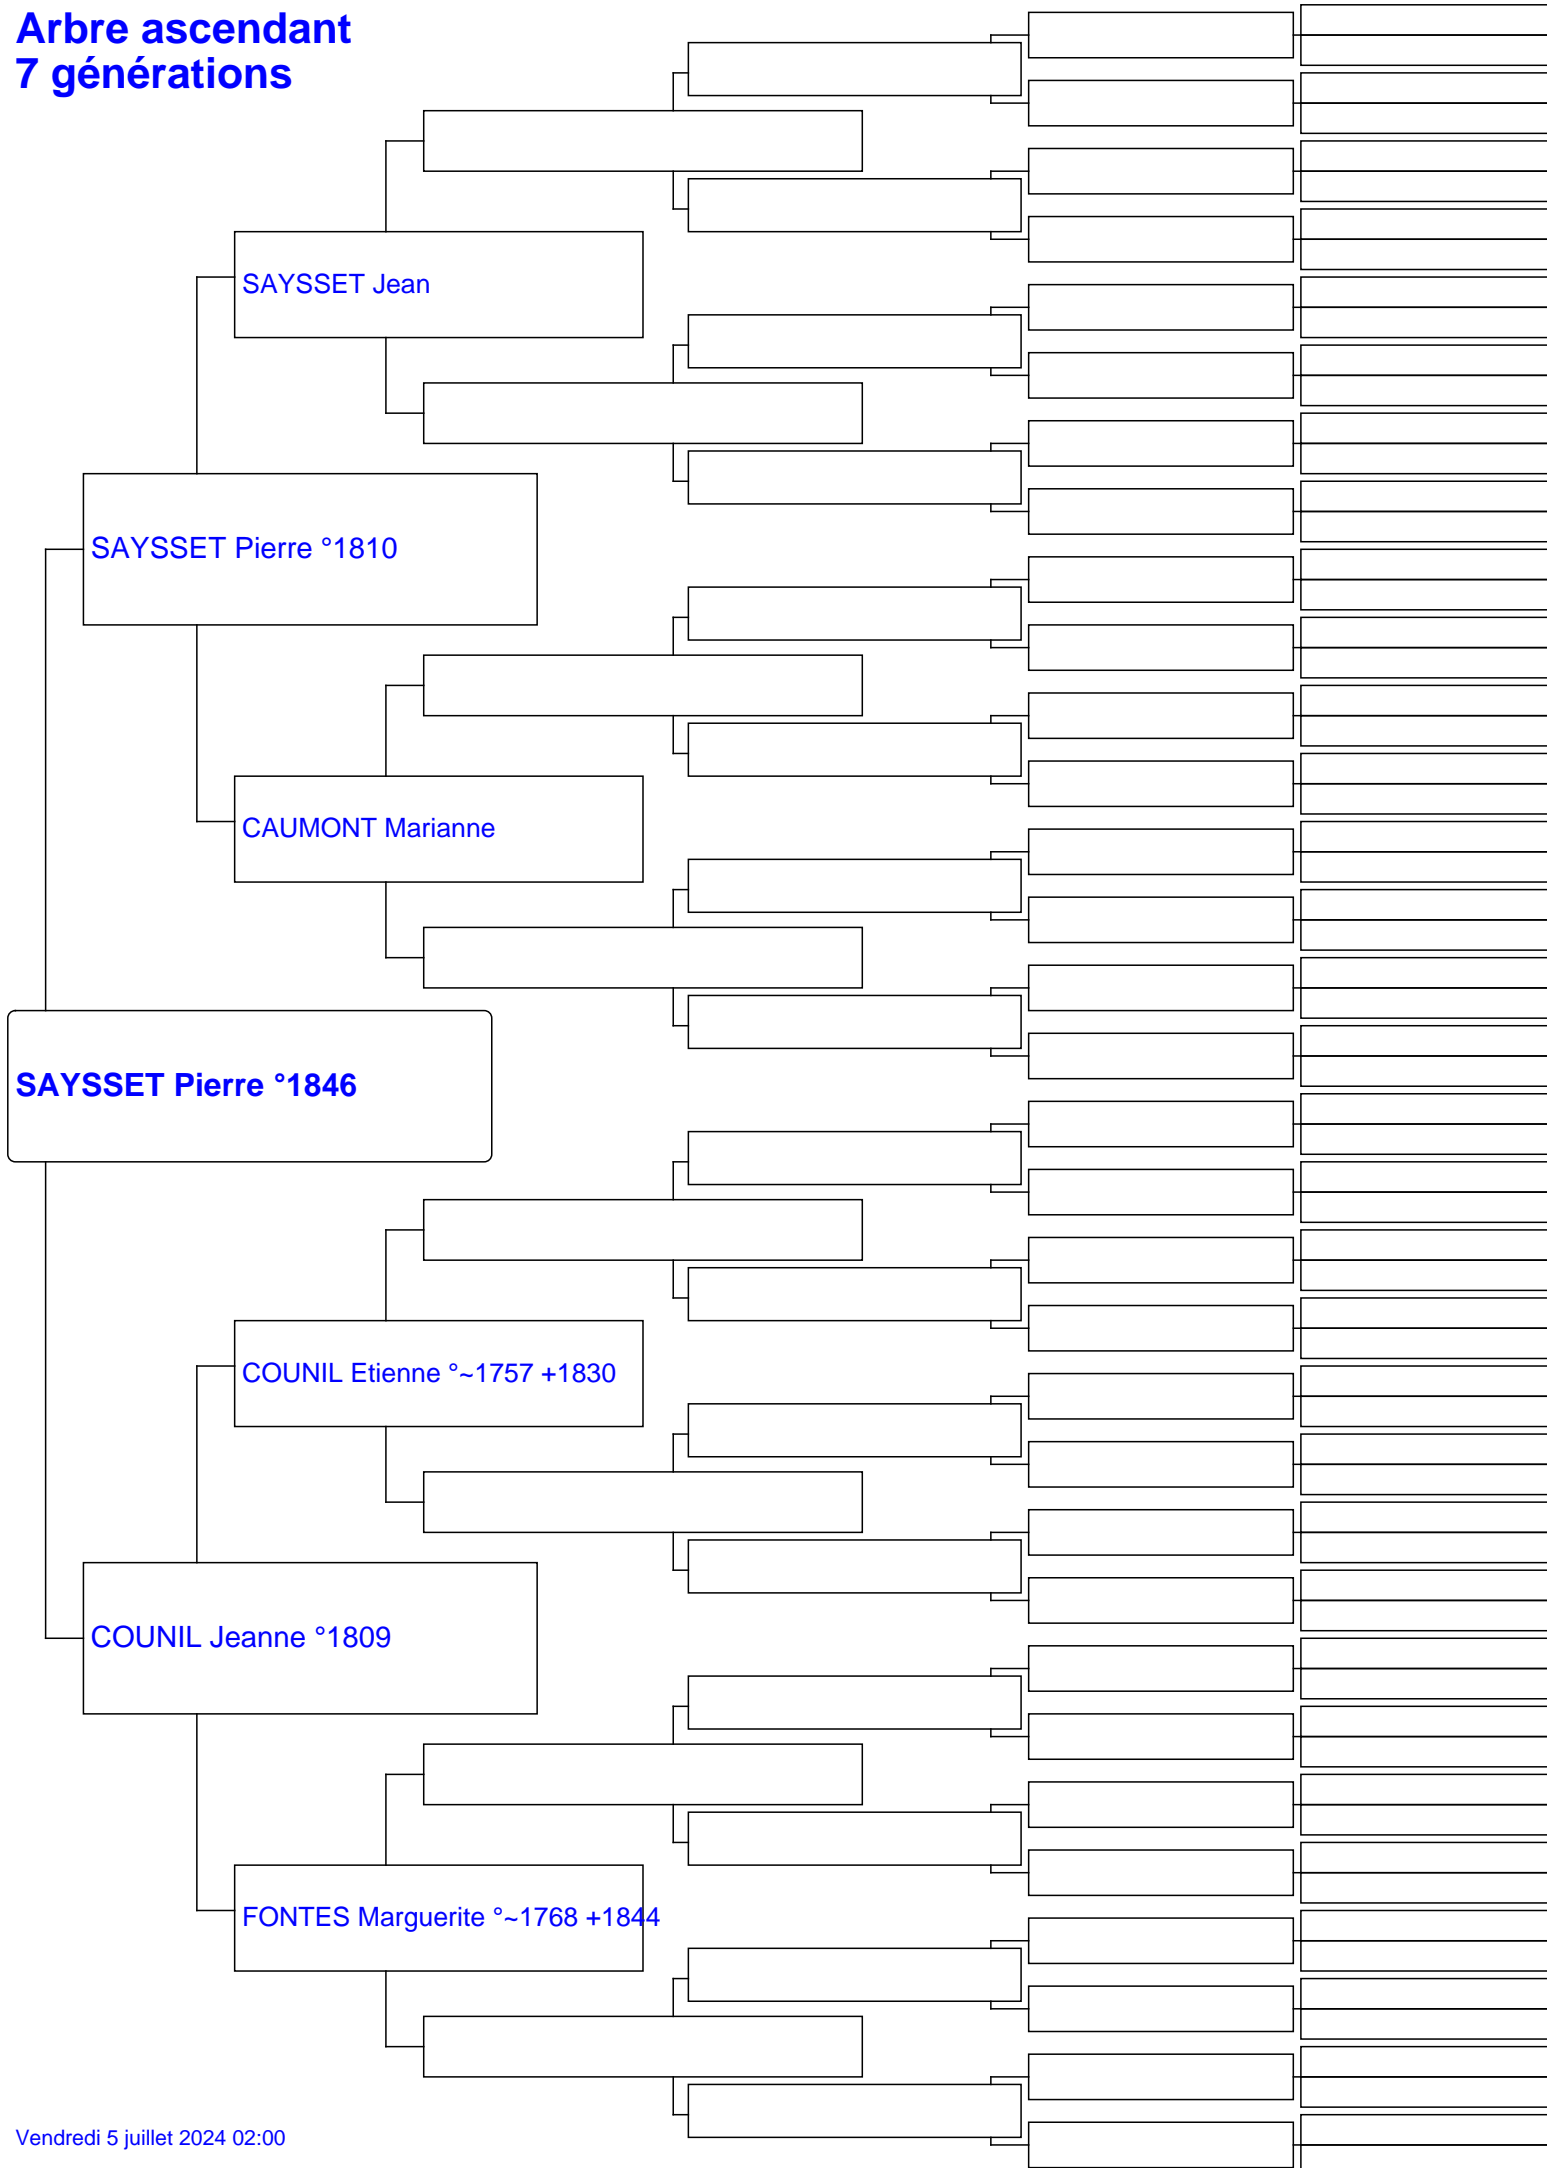 Arbre ascendant
7 générations
SAYSSET Jean
SAYSSET Pierre °1810
CAUMONT Marianne
SAYSSET Pierre °1846
COUNIL Etienne °~1757 +1830
COUNIL Jeanne °1809
FONTES Marguerite °~1768 +1844
Vendredi 5 juillet 2024 02:00